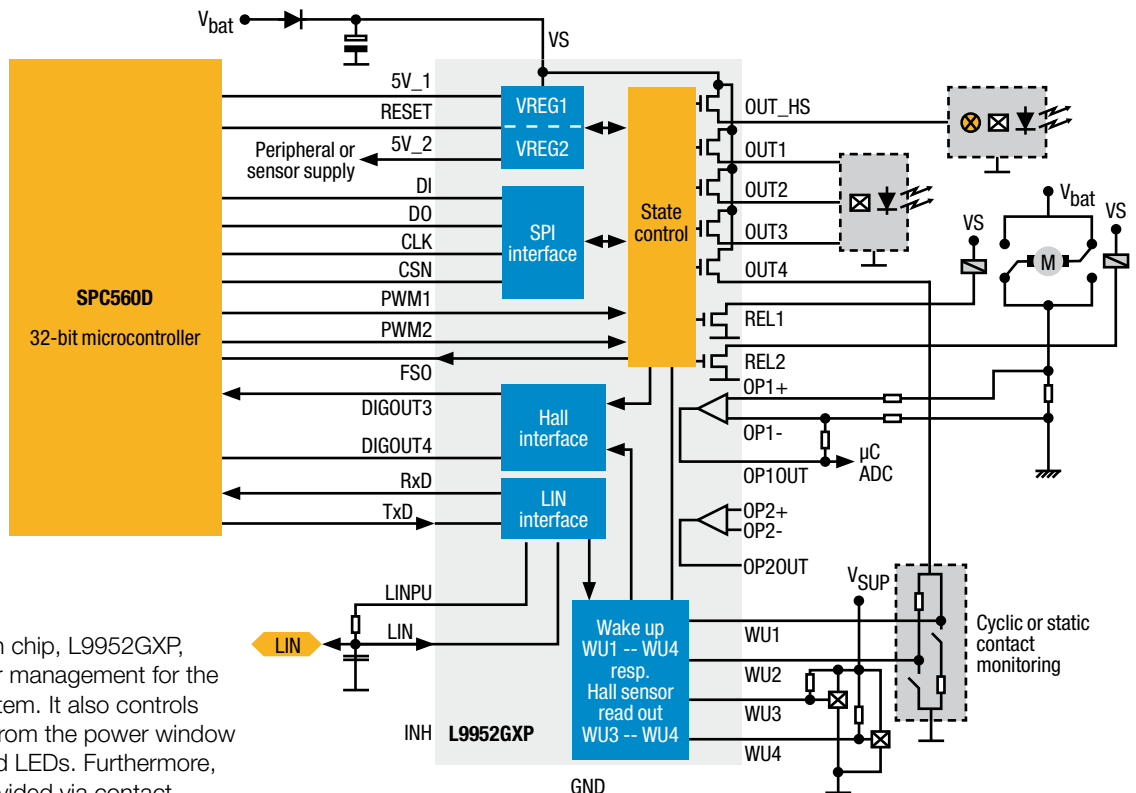 Vbat
VS
5V_1
RESET
5V_2
Peripheral or
sensor supply
DI
DO
CLK
CSN
PWM1
PWM2
FSO
DIGOUT3
DIGOUT4
RxD
TxD
LINPU
LIN
LIN
INH
L9952GXP
GND
SPC560D
32-bit microcontroller
VREG1
VREG2
SPI
interface
State
control
Hall
interface
LIN
interface
Wake up
WU1 -- WU4
resp.
Hall sensor
read out
WU3 -- WU4
OUT_HS
OUT1
OUT2
OUT3
OUT4
REL1
REL2
OP1+
OP1-
OP1OUT
OP2+
OP2-
OP2OUT
µC
ADC
VS
Vbat
VS
M
VSUP
WU1
WU2
WU3
WU4
Cyclic or static
contact
monitoring
n chip, L9952GXP,
r management for the
tem. It also controls
rom the power window
d LEDs. Furthermore,
vided via contact